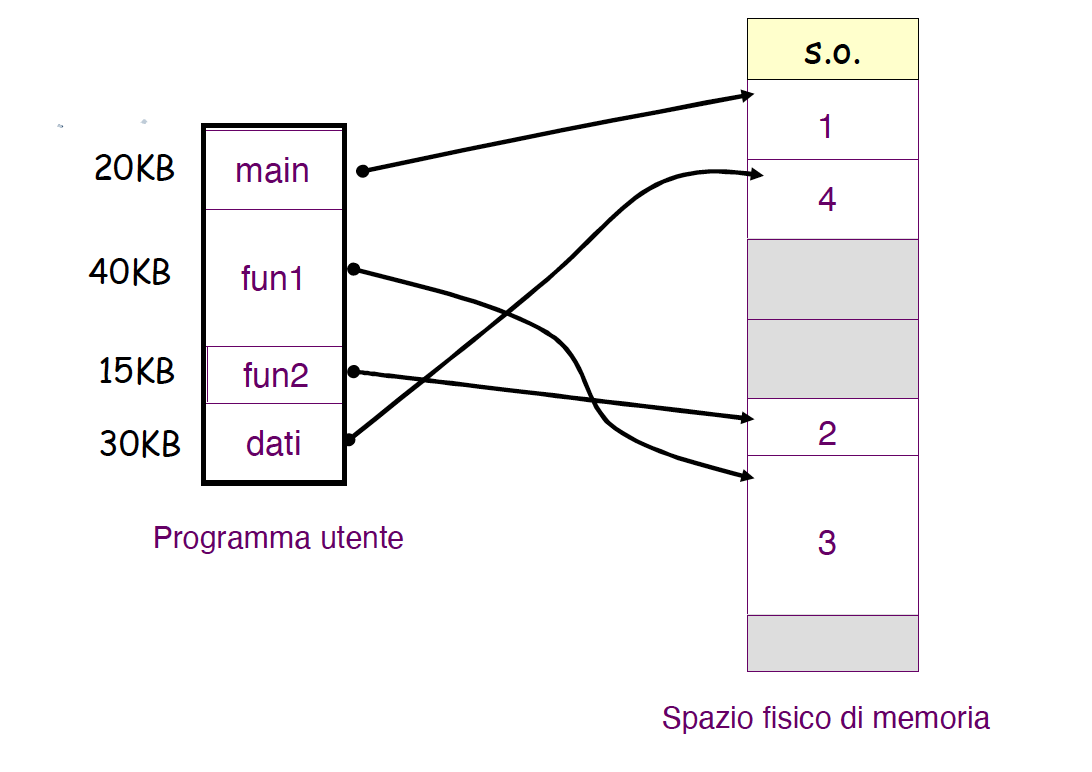 20KB
main
40KB
fun1
15KB
fun2
30KB
dati
Programma utente
s.o.
1
4
2
3
Spazio fisico di memoria